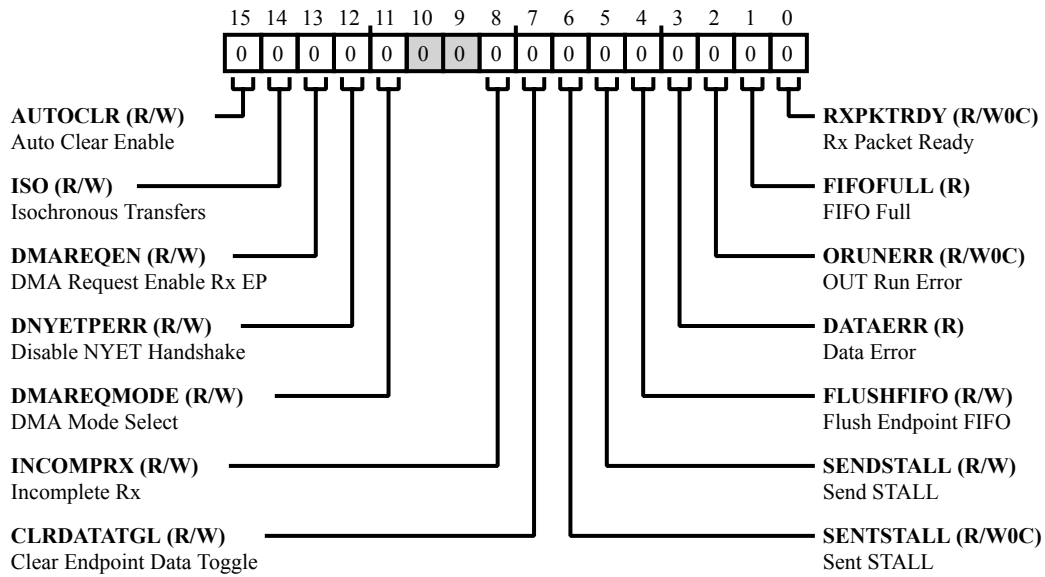 15 14 13 12 11 10 9 8 7 6 5 4 3 2 1 0
0 0 0 0 0 0 0 0 0 0 0 0 0 0 0 0
AUTOCLR (R/W)
Auto Clear Enable
ISO (R/W)
Isochronous Transfers
DMAREQEN (R/W)
DMA Request Enable Rx EP
DNYETPERR (R/W)
Disable NYET Handshake
DMAREQMODE (R/W)
DMA Mode Select
INCOMPRX (R/W)
Incomplete Rx
CLRDATATGL (R/W)
Clear Endpoint Data Toggle
RXPKTRDY (R/W0C)
Rx Packet Ready
FIFOFULL (R)
FIFO Full
ORUNERR (R/W0C)
OUT Run Error
DATAERR (R)
Data Error
FLUSHFIFO (R/W)
Flush Endpoint FIFO
SENDSTALL (R/W)
Send STALL
SENTSTALL (R/W0C)
Sent STALL